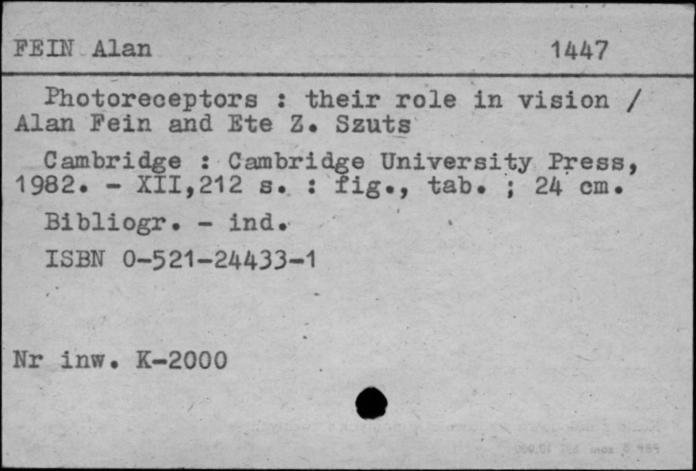 FEIN Alan 1447
Photoreceptors : their role in vision /
Alan Fein and Ete Z. Szuts
Cambridge : Cambridge University Press,
1982. - XII,212 s. : fig., tab. ; 24 cm.
Bibliogr. - ind.
ISBN 0-521-24433-1
Nr inw. K-2000